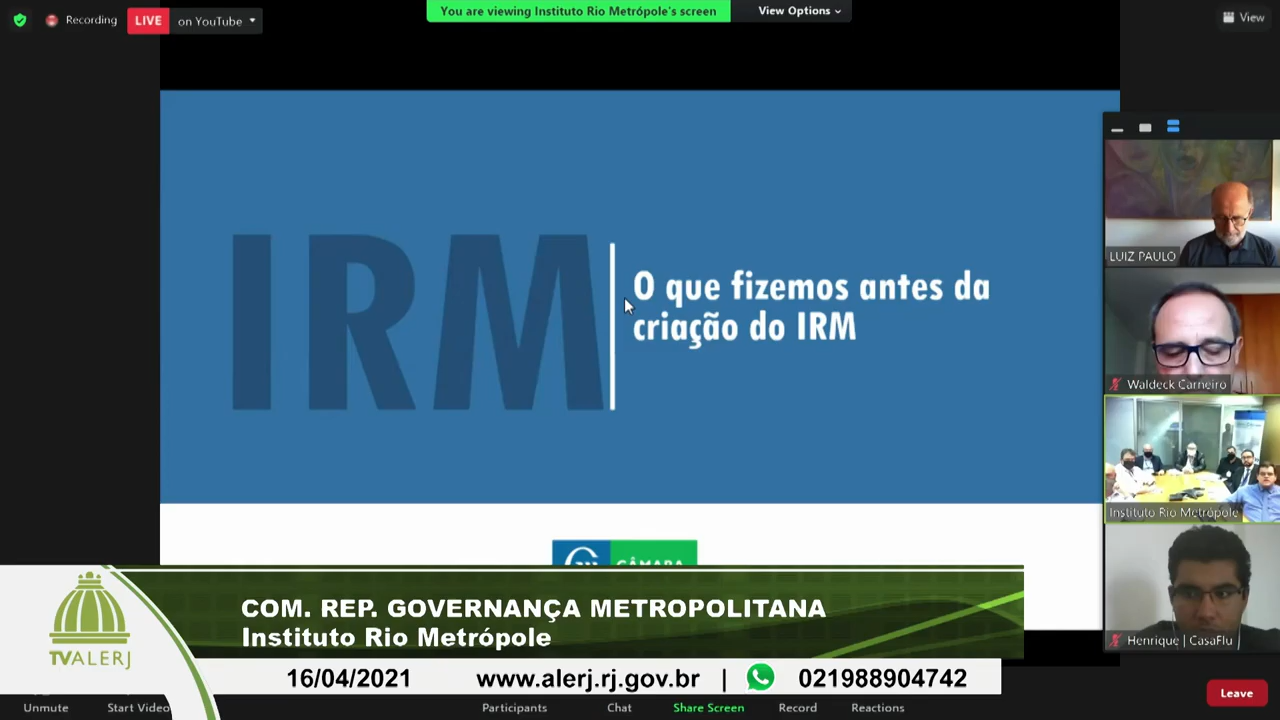 Recording
LIVE
on YouTube
You are viewing Instituto Rio Metrópole's screen
View Options
View
IRM
O que fizemos antes da
criação do IRM
LUIZ PAULO
Waldeck Carneiro
Instituto Rio Metrópole
Henrique | CasaFlu
CÂMARA
COM. REP. GOVERNANÇA METROPOLITANA
Instituto Rio Metrópole
TVALERJ
16/04/2021
www.alerj.rj.gov.br | 021988904742
Unmute
Start Video
Participants
Chat
Share Screen
Record
Reactions
Leave